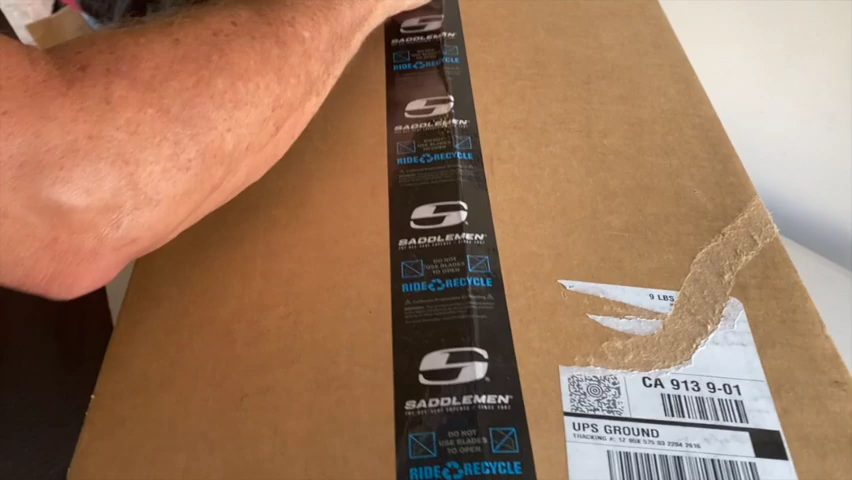 SADDLEMEN
RIDE RECYCLE
SADDLEMEN
DO NOT
USE BLADES
TO OPEN
RIDE RECYCLE
SADDLEMEN
DO NOT
USE BLADES
TO OPEN
RIDE RECYCLE
SADDLEMEN
DO NOT
USE BLADES
TO OPEN
RIDE RECYCLE
9 LBS
CA 913 9-01
UPS GROUND